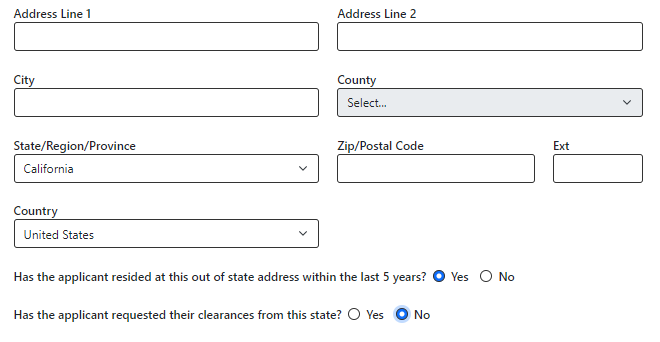 Address Line 1 Address Line 2
City County
Select...
State/Region/Province Zip/Postal Code Ext
California
Country
United States
Has the applicant resided at this out of state address within the last 5 years? Yes No
Has the applicant requested their clearances from this state? Yes No